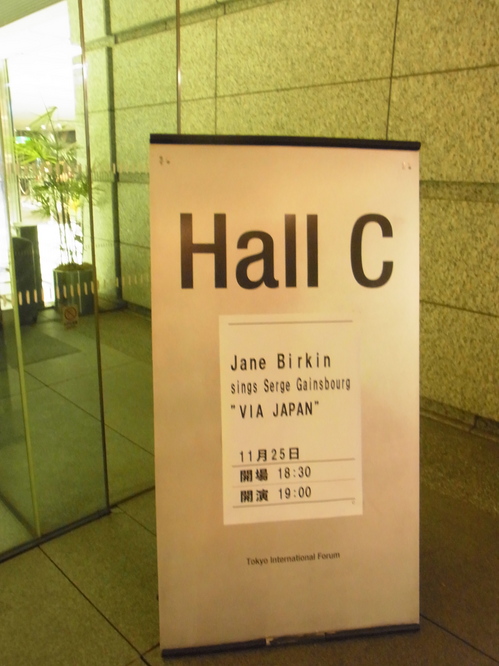 Hall C
Jane Birkin
sings Serge Gainsbourg
"VIA JAPAN"
11月25日
開場 18:30
開演 19:00
Tokyo International Forum